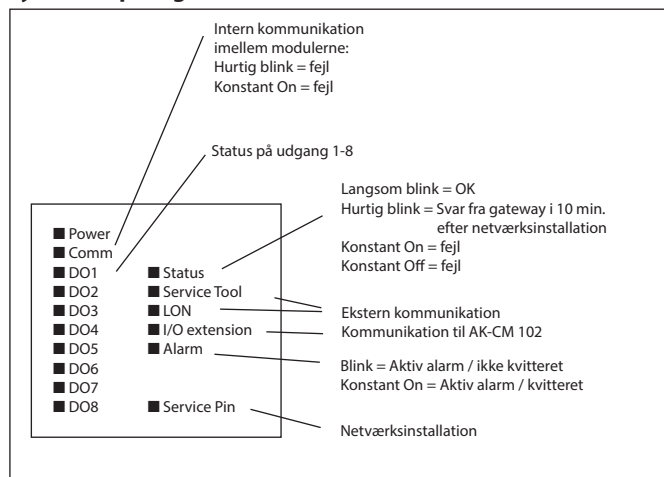 Intern kommunikation
imellem modulerne:
Hurtig blink = fejl
Konstant On = fejl
Status på udgang 1-8
Langsom blink = OK
Hurtig blink = Svar fra gateway i 10 min.
efter netværksinstallation
Konstant On = fejl
Konstant Off = fejl
■ Power
■ Comm
■ DO1 ■ Status
■ DO2 ■ Service Tool
■ DO3 ■ LON
■ DO4 ■ I/O extension
■ DO5 ■ Alarm
■ DO6
■ DO7
■ DO8 ■ Service Pin
Ekstern kommunikation
Kommunikation til AK-CM 102
Blink = Aktiv alarm / ikke kvitteret
Konstant On = Aktiv alarm / kvitteret
Netværksinstallation